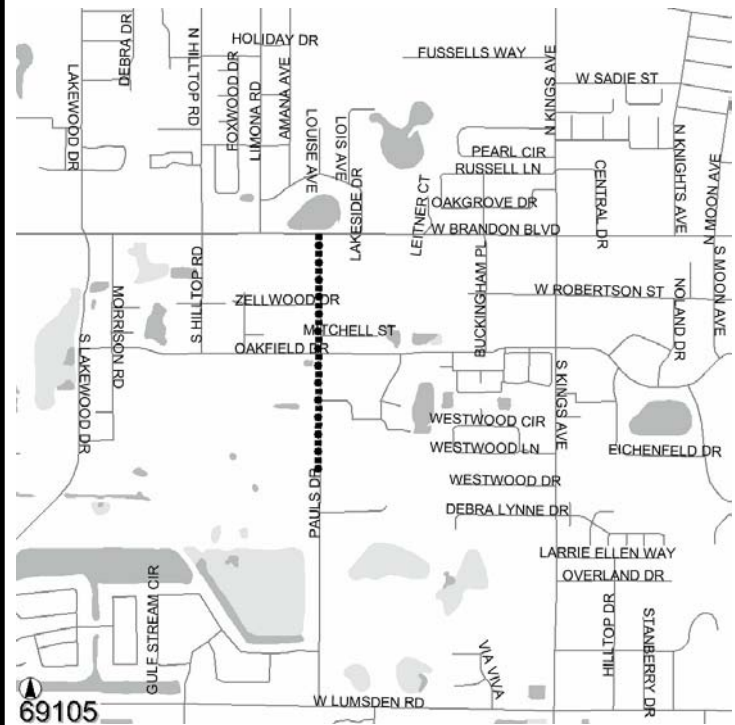 HOLIDAY DR
FUSSELLS WAY
W SADIE ST
DEBRA DR
N HILLTOP RD
LAKEWOOD DR
FOXWOOD DR
LIMONA RD
AMANA AVE
LOUISE AVE
LOIS AVE
LAKESIDE DR
N KINGS AVE
PEARL CIR
RUSSELL LN
LEITNER CT
OAKGROVE DR
W BRANDON BLVD
CENTRAL DR
N KNIGHTS AVE
N MOON AVE
S HILLTOP RD
MORRISON RD
ZELLWOOD DR
MITCHELL ST
OAKFIELD DR
BUCKINGHAM PL
W ROBERTSON ST
NOLAND DR
S MOON AVE
S LAKEWOOD DR
S KINGS AVE
WESTWOOD CIR
WESTWOOD LN
EICHENFELD DR
WESTWOOD DR
PAULS DR
DEBRA LYNNE DR
LARRIE ELLEN WAY
OVERLAND DR
GULF STREAM CIR
HILLTOP DR
STANBERRY DR
VIA VIVA
W LUMSDEN RD
69105